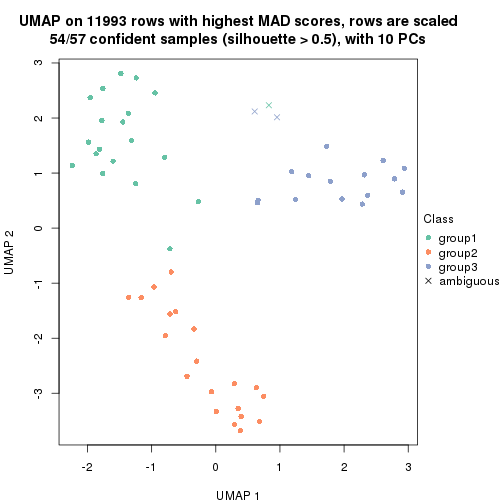 UMAP on 11993 rows with highest MAD scores, rows are scaled
54/57 confident samples (silhouette > 0.5), with 10 PCs
3
2
1
0
-1
-2
-3
UMAP 2
-2
-1
0
1
2
3
UMAP 1
Class
group1
group2
group3
ambiguous